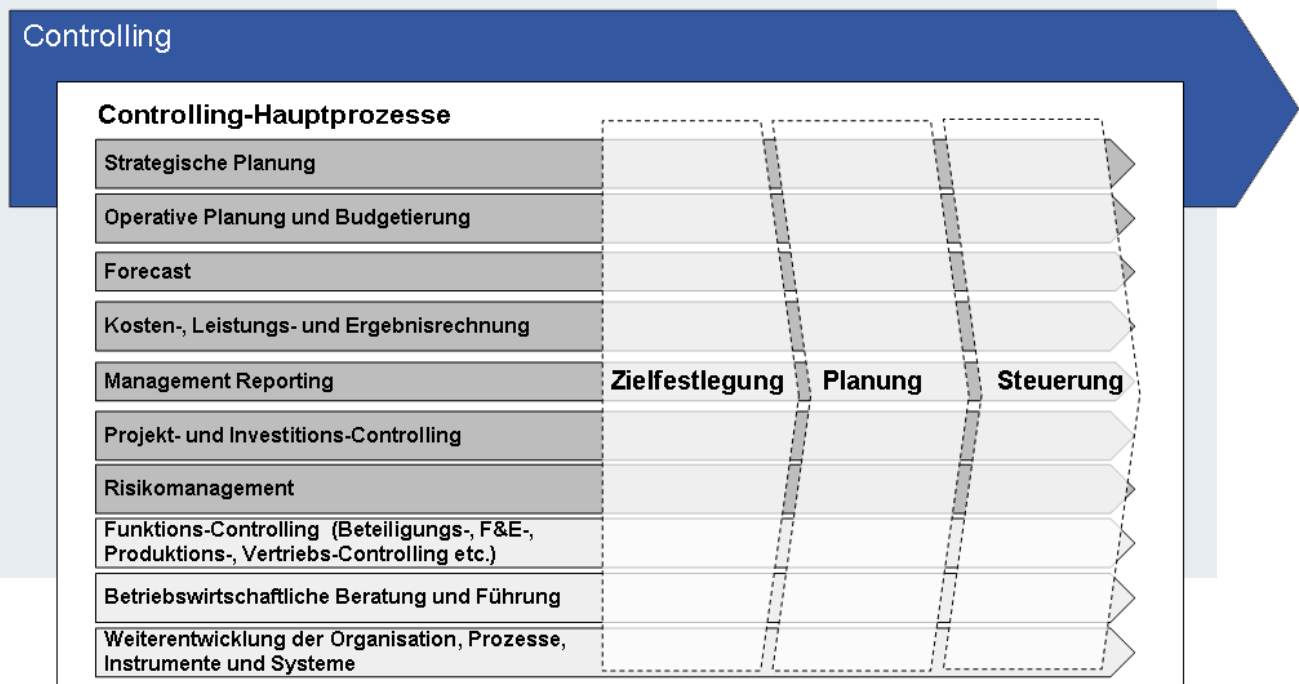 Controlling
Controlling-Hauptprozesse
Strategische Planung
Operative Planung und Budgetierung
Forecast
Kosten-, Leistungs- und Ergebnisrechnung
Management Reporting
Zielfestlegung
Planung
Steuerung
Projekt- und Investitions-Controlling
Risikomanagement
Funktions-Controlling (Beteiligungs-, F&E-,
Produktions-, Vertriebs-Controlling etc.)
Betriebswirtschaftliche Beratung und Führung
Weiterentwicklung der Organisation, Prozesse,
Instrumente und Systeme